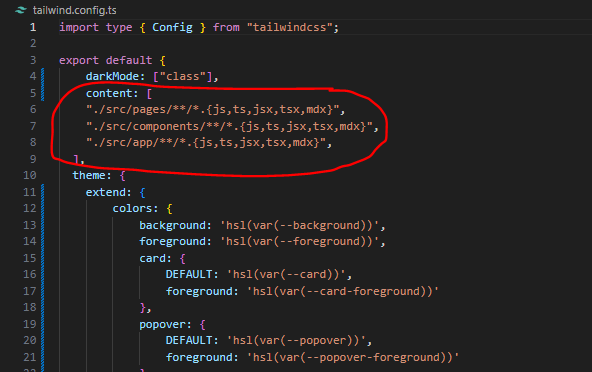 tailwind.config.ts
1 import type { Config } from "tailwindcss";
2
3 export default {
4 darkMode: ["class"],
5 content: [
6 "./src/pages/**/*.{js,ts,jsx,tsx,mdx}",
7 "./src/components/**/*.{js,ts,jsx,tsx,mdx}",
8 "./src/app/**/*.{js,ts,jsx,tsx,mdx}",
9 ],
10 theme: {
11 extend: {
12 colors: {
13 background: 'hsl(var(--background))',
14 foreground: 'hsl(var(--foreground))',
15 card: {
16 DEFAULT: 'hsl(var(--card))',
17 foreground: 'hsl(var(--card-foreground))'
18 },
19 popover: {
20 DEFAULT: 'hsl(var(--popover))',
21 foreground: 'hsl(var(--popover-foreground))'